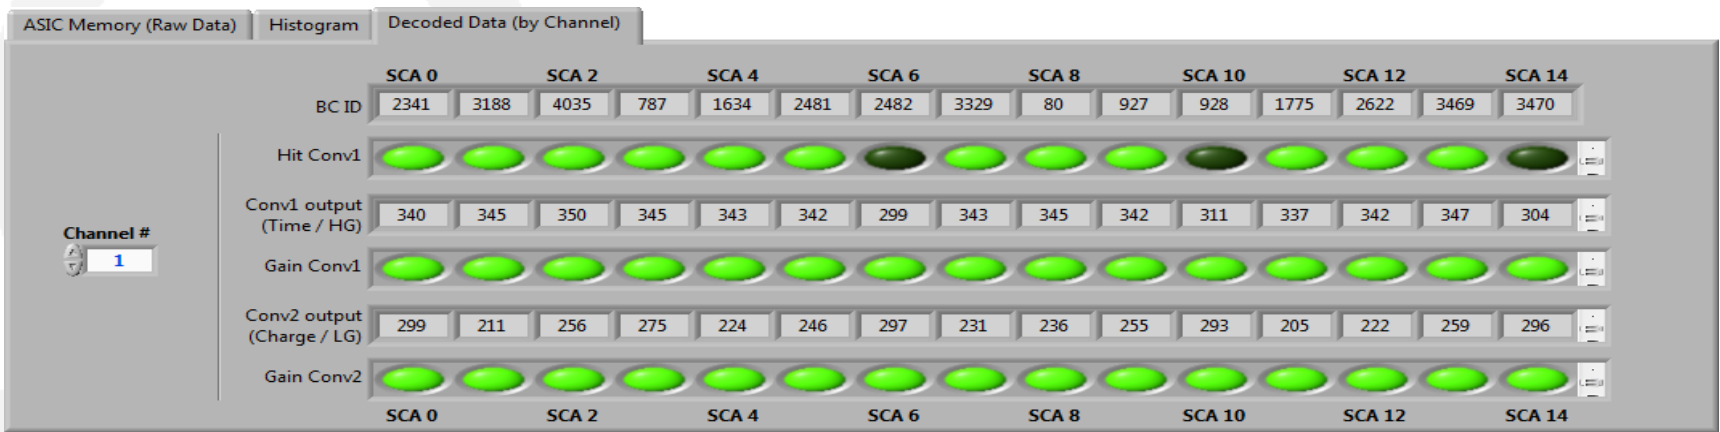 ASIC Memory (Raw Data) Histogram Decoded Data (by Channel)
SCA 0 SCA 2 SCA 4 SCA 6 SCA 8 SCA 10 SCA 12 SCA 14
BC ID 2341 3188 4035 787 1634 2481 2482 3329 80 927 928 1775 2622 3469 3470
Hit Conv1
Conv1 output
(Time / HG) 340 345 350 345 343 342 299 343 345 342 311 337 342 347 304
Channel #
1
Gain Conv1
Conv2 output
(Charge / LG) 299 211 256 275 224 246 297 231 236 255 293 205 222 259 296
Gain Conv2
SCA 0 SCA 2 SCA 4 SCA 6 SCA 8 SCA 10 SCA 12 SCA 14